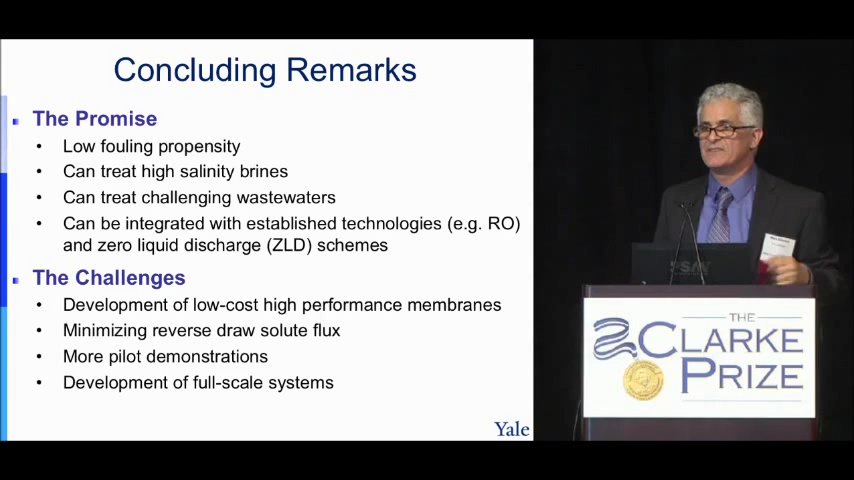 Concluding Remarks
The Promise
• Low fouling propensity
• Can treat high salinity brines
• Can treat challenging wastewaters
• Can be integrated with established technologies (e.g. RO)
and zero liquid discharge (ZLD) schemes
The Challenges
• Development of low-cost high performance membranes
• Minimizing reverse draw solute flux
• More pilot demonstrations
• Development of full-scale systems
Yale
THE
CLARKE
PRIZE